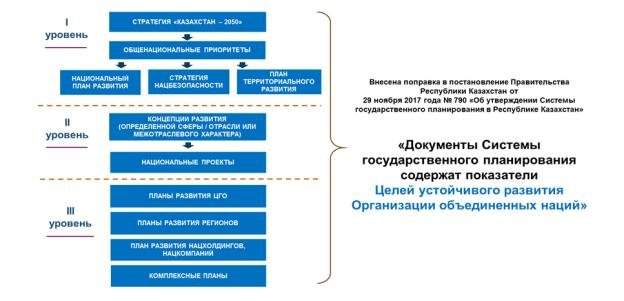 I
уровень
СТРАТЕГИЯ «КАЗАХСТАН – 2050»
ОБЩЕНАЦИОНАЛЬНЫЕ ПРИОРИТЕТЫ
НАЦИОНАЛЬНЫЙ
ПЛАН РАЗВИТИЯ
СТРАТЕГИЯ
НАЦБЕЗОПАСНОСТИ
ПЛАН
ТЕРРИТОРИАЛЬНОГО
РАЗВИТИЯ
II
уровень
КОНЦЕПЦИИ РАЗВИТИЯ
(ОПРЕДЕЛЕННОЙ СФЕРЫ / ОТРАСЛИ ИЛИ
МЕЖОТРАСЛЕВОГО ХАРАКТЕРА)
НАЦИОНАЛЬНЫЕ ПРОЕКТЫ
III
уровень
ПЛАНЫ РАЗВИТИЯ ЦГО
ПЛАНЫ РАЗВИТИЯ РЕГИОНОВ
ПЛАН РАЗВИТИЯ НАЦХОЛДИНГОВ,
НАЦКОМПАНИЙ
КОМПЛЕКСНЫЕ ПЛАНЫ
Внесена поправка в постановление Правительства
Республики Казахстан от
29 ноября 2017 года № 790 «Об утверждении Системы
государственного планирования в Республике Казахстан»
«Документы Системы
государственного планирования
содержат показатели
Целей устойчивого развития
Организации объединенных наций»